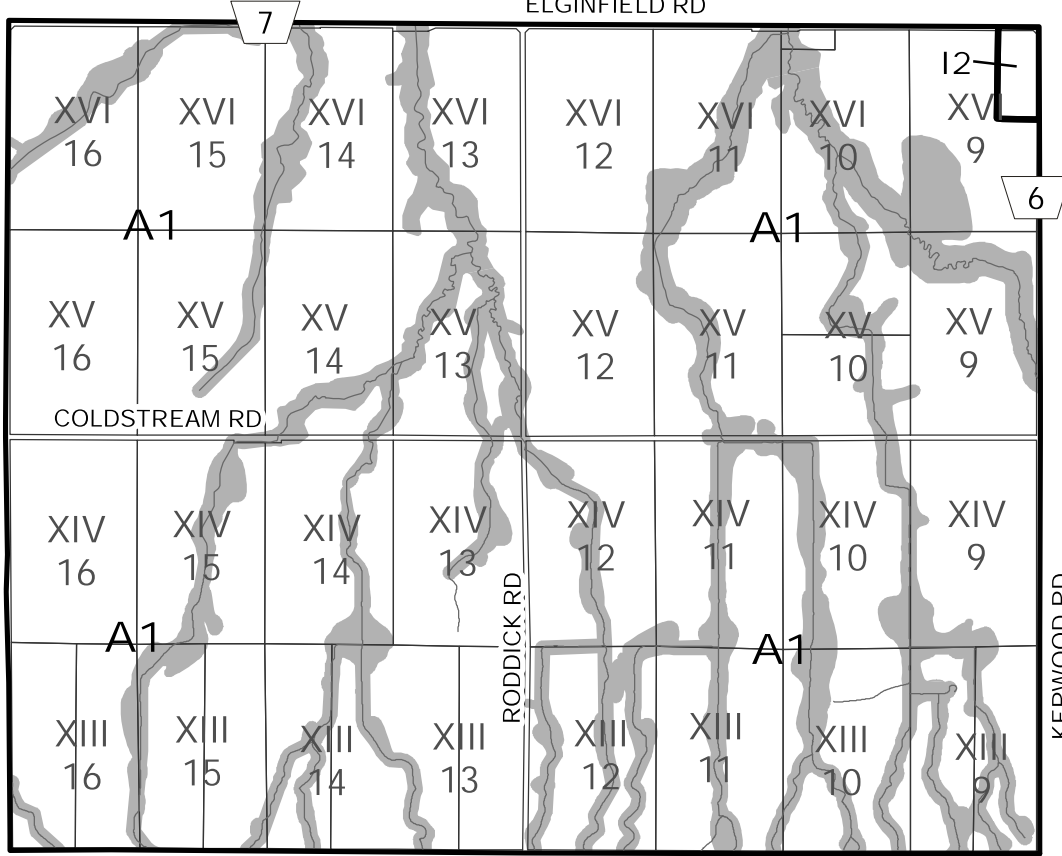 ELGINFIELD RD
7
I2
XVI XVI XVI XVI XVI XVI XVI XVI
16 15 14 13 12 11 10 9
6
A1 A1
XV XV XV XV XV XV XV XV
16 15 14 13 12 11 10 9
COLDSTREAM RD
XIV XIV XIV XIV XIV XIV XIV XIV
16 15 14 13 12 11 10 9
RODDICK RD
KERWOOD RD
A1 A1
XIII XIII XIII XIII XIII XIII XIII XIII
16 15 14 13 12 11 10 9